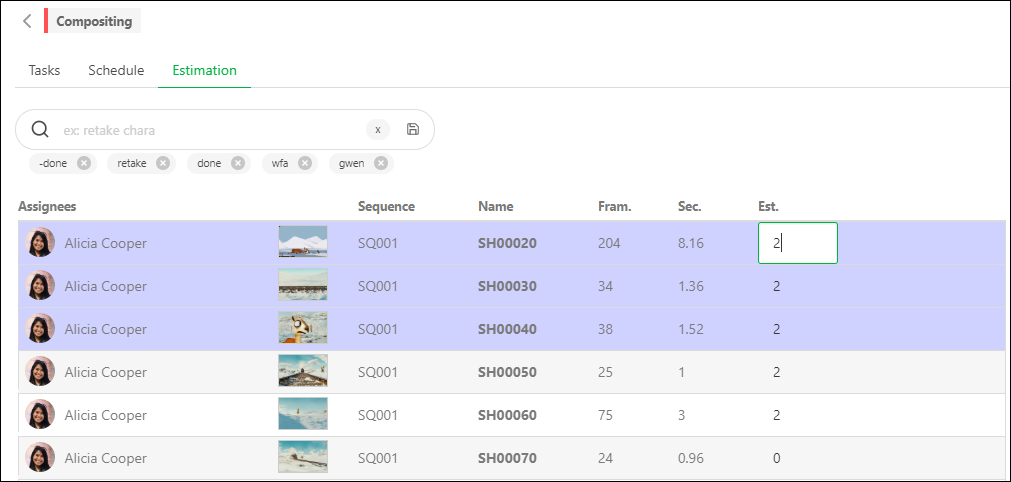 Compositing
Tasks Schedule Estimation
ex: retake chara x
-done retake done wfa gwen
Assignees Sequence Name Fram. Sec. Est.
Alicia Cooper SQ001 SH00020 204 8.16 2
Alicia Cooper SQ001 SH00030 34 1.36 2
Alicia Cooper SQ001 SH00040 38 1.52 2
Alicia Cooper SQ001 SH00050 25 1 2
Alicia Cooper SQ001 SH00060 75 3 2
Alicia Cooper SQ001 SH00070 24 0.96 0